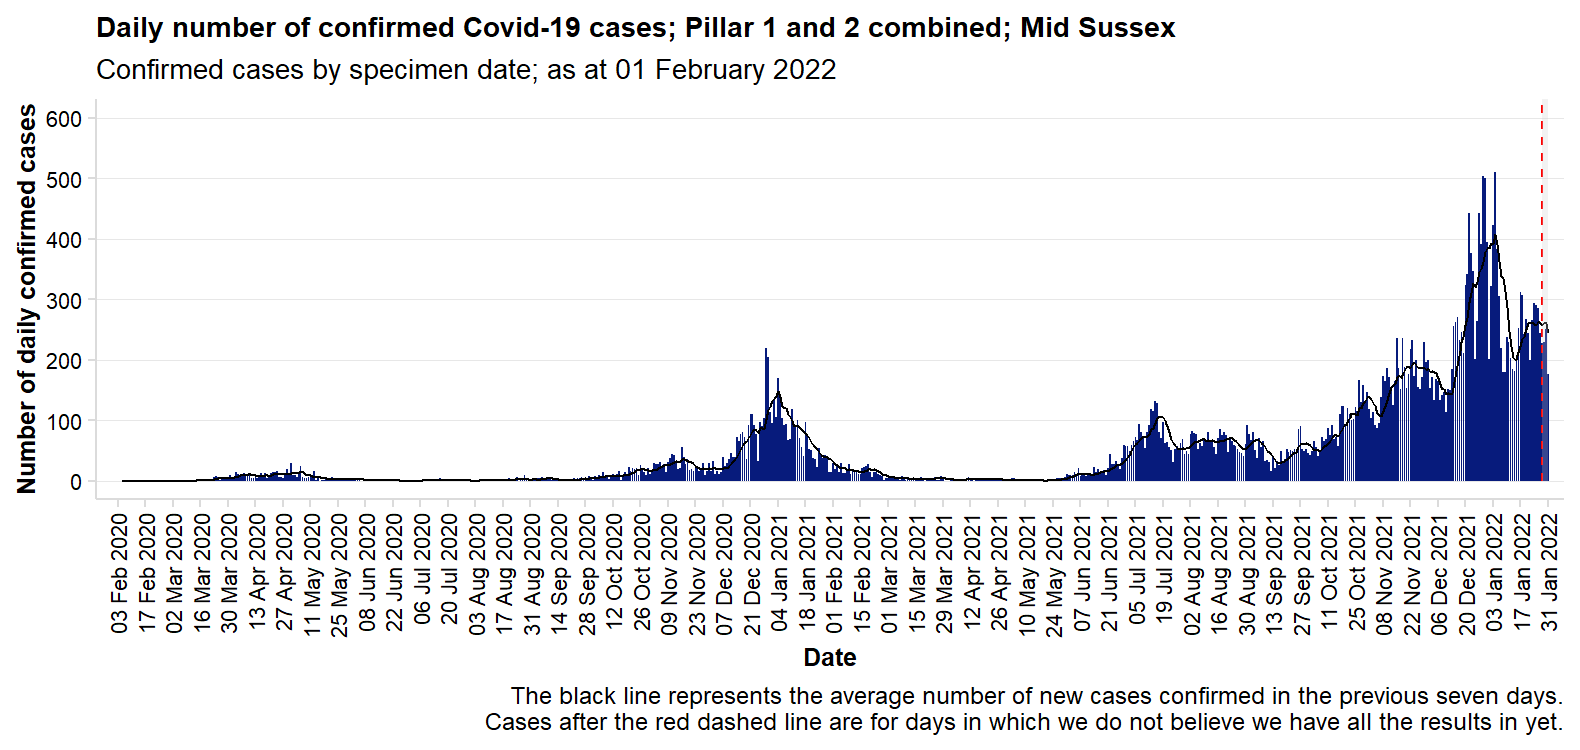 Daily number of confirmed Covid-19 cases; Pillar 1 and 2 combined; Mid Sussex
Confirmed cases by specimen date; as at 01 February 2022
Number of daily confirmed cases
600
500
400
300
200
100
0
03 Feb 2020
17 Feb 2020
02 Mar 2020
16 Mar 2020
30 Mar 2020
13 Apr 2020
27 Apr 2020
11 May 2020
25 May 2020
08 Jun 2020
22 Jun 2020
06 Jul 2020
20 Jul 2020
03 Aug 2020
17 Aug 2020
31 Aug 2020
14 Sep 2020
28 Sep 2020
12 Oct 2020
26 Oct 2020
09 Nov 2020
23 Nov 2020
07 Dec 2020
21 Dec 2020
04 Jan 2021
18 Jan 2021
01 Feb 2021
15 Feb 2021
01 Mar 2021
15 Mar 2021
29 Mar 2021
12 Apr 2021
26 Apr 2021
10 May 2021
24 May 2021
07 Jun 2021
21 Jun 2021
05 Jul 2021
19 Jul 2021
02 Aug 2021
16 Aug 2021
30 Aug 2021
13 Sep 2021
27 Sep 2021
11 Oct 2021
25 Oct 2021
08 Nov 2021
22 Nov 2021
06 Dec 2021
20 Dec 2021
03 Jan 2022
17 Jan 2022
31 Jan 2022
Date
The black line represents the average number of new cases confirmed in the previous seven days.
Cases after the red dashed line are for days in which we do not believe we have all the results in yet.